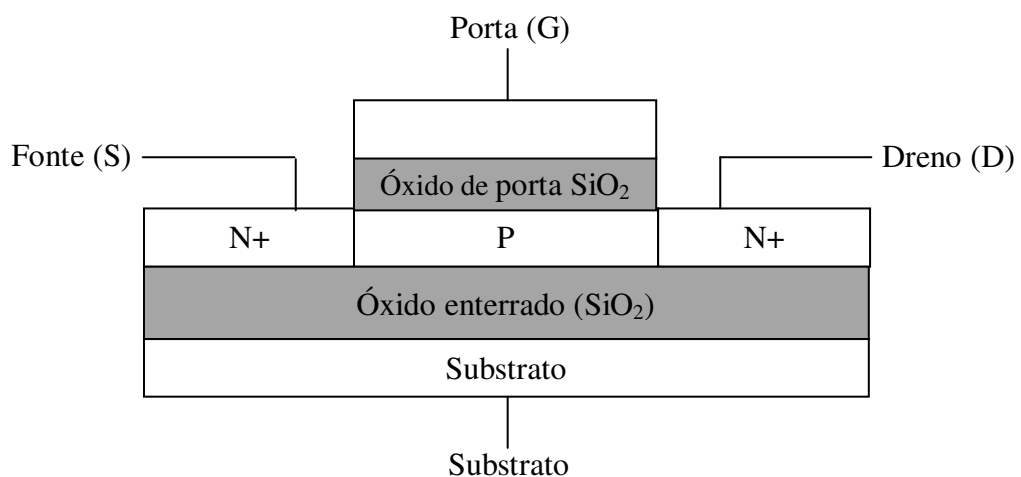 Porta (G)
Fonte (S)
Dreno (D)
Óxido de porta SiO₂
N+
P
N+
Óxido enterrado (SiO₂)
Substrato
Substrato